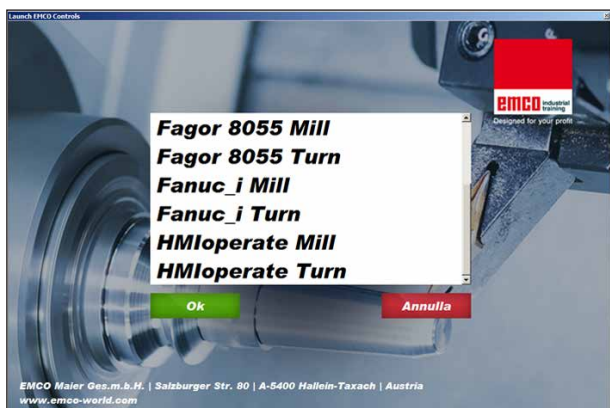 Launch EMCO Controls
emco industrial
training
Designed for your profit
Fagor 8055 Mill
Fagor 8055 Turn
Fanuc_i Mill
Fanuc_i Turn
HMIoperate Mill
HMIoperate Turn
Ok
Annulla
EMCO Maier Ges.m.b.H. | Salzburger Str. 80 | A-5400 Hallein-Taxach | Austria
www.emco-world.com